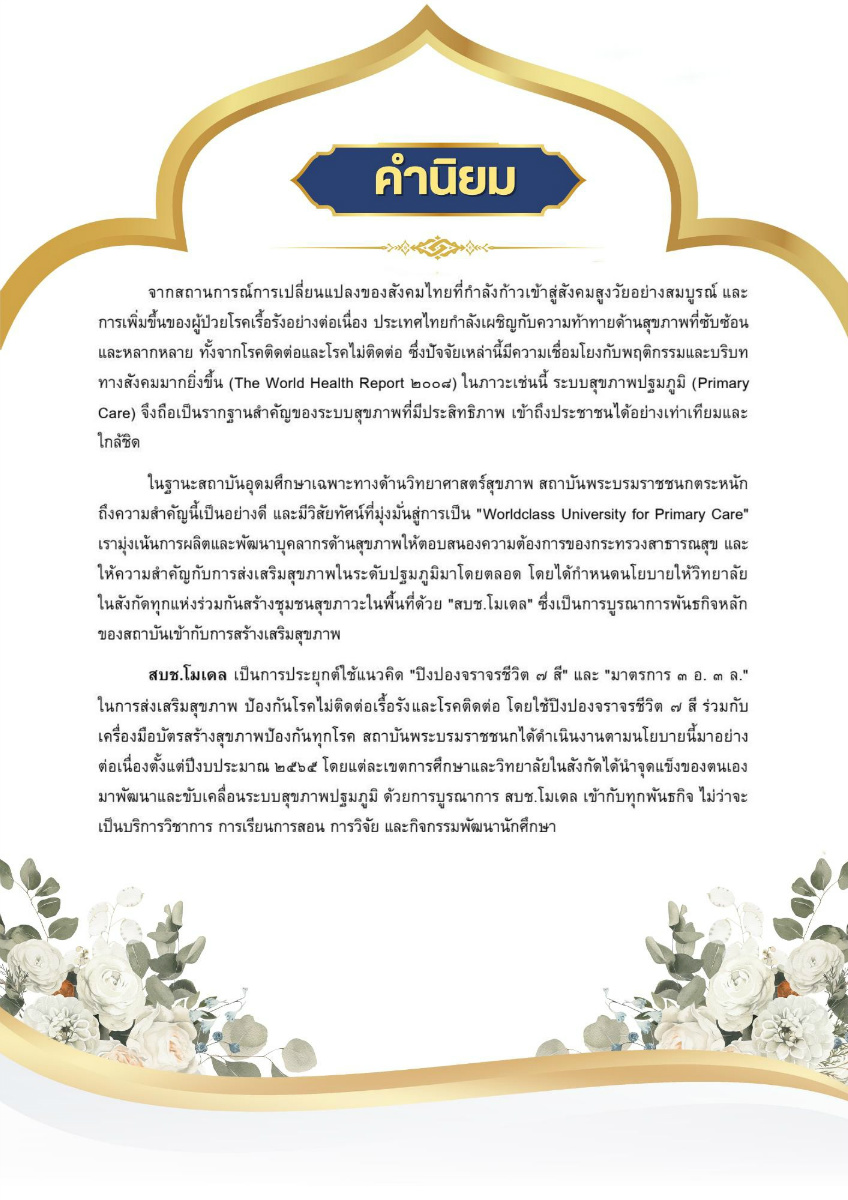 คำนิยม
จากสถานการณ์การเปลี่ยนแปลงของสังคมไทยที่กำลังก้าวเข้าสู่สังคมสูงวัยอย่างสมบูรณ์ และ
การเพิ่มขึ้นของผู้ป่วยโรคเรื้อรังอย่างต่อเนื่อง ประเทศไทยกำลังเผชิญกับความท้าทายด้านสุขภาพที่ซับซ้อน
และหลากหลาย ทั้งจากโรคติดต่อและโรคไม่ติดต่อ ซึ่งปัจจัยเหล่านี้มีความเชื่อมโยงกับพฤติกรรมและบริบท
ทางสังคมมากยิ่งขึ้น (The World Health Report ๒๐๐๘) ในภาวะเช่นนี้ ระบบสุขภาพปฐมภูมิ (Primary
Care) จึงถือเป็นรากฐานสำคัญของระบบสุขภาพที่มีประสิทธิภาพ เข้าถึงประชาชนได้อย่างเท่าเทียมและ
ใกล้ชิด
ในฐานะสถาบันอุดมศึกษาเฉพาะทางด้านวิทยาศาสตร์สุขภาพ สถาบันพระบรมราชชนกตระหนัก
ถึงความสำคัญนี้เป็นอย่างดี และมีวิสัยทัศน์ที่มุ่งมั่นสู่การเป็น "Worldclass University for Primary Care"
เรามุ่งเน้นการผลิตและพัฒนาบุคลากรด้านสุขภาพให้ตอบสนองความต้องการของกระทรวงสาธารณสุข และ
ให้ความสำคัญกับการส่งเสริมสุขภาพในระดับปฐมภูมิมาโดยตลอด โดยได้กำหนดนโยบายให้วิทยาลัย
ในสังกัดทุกแห่งร่วมกันสร้างชุมชนสุขภาวะในพื้นที่ด้วย "สบช.โมเดล" ซึ่งเป็นการบูรณาการพันธกิจหลัก
ของสถาบันเข้ากับการสร้างเสริมสุขภาพ
สบช.โมเดล เป็นการประยุกต์ใช้แนวคิด "ปิงปองจราจรชีวิต ๗ สี" และ "มาตรการ ๓ อ. ๓ ล."
ในการส่งเสริมสุขภาพ ป้องกันโรคไม่ติดต่อเรื้อรังและโรคติดต่อ โดยใช้ปิงปองจราจรชีวิต ๗ สี ร่วมกับ
เครื่องมือบัตรสร้างสุขภาพป้องกันทุกโรค สถาบันพระบรมราชชนกได้ดำเนินงานตามนโยบายนี้มาอย่าง
ต่อเนื่องตั้งแต่ปีงบประมาณ ๒๕๖๕ โดยแต่ละเขตการศึกษาและวิทยาลัยในสังกัดได้นำจุดแข็งของตนเอง
มาพัฒนาและขับเคลื่อนระบบสุขภาพปฐมภูมิ ด้วยการบูรณาการ สบช.โมเดล เข้ากับทุกพันธกิจ ไม่ว่าจะ
เป็นบริการวิชาการ การเรียนการสอน การวิจัย และกิจกรรมพัฒนานักศึกษา